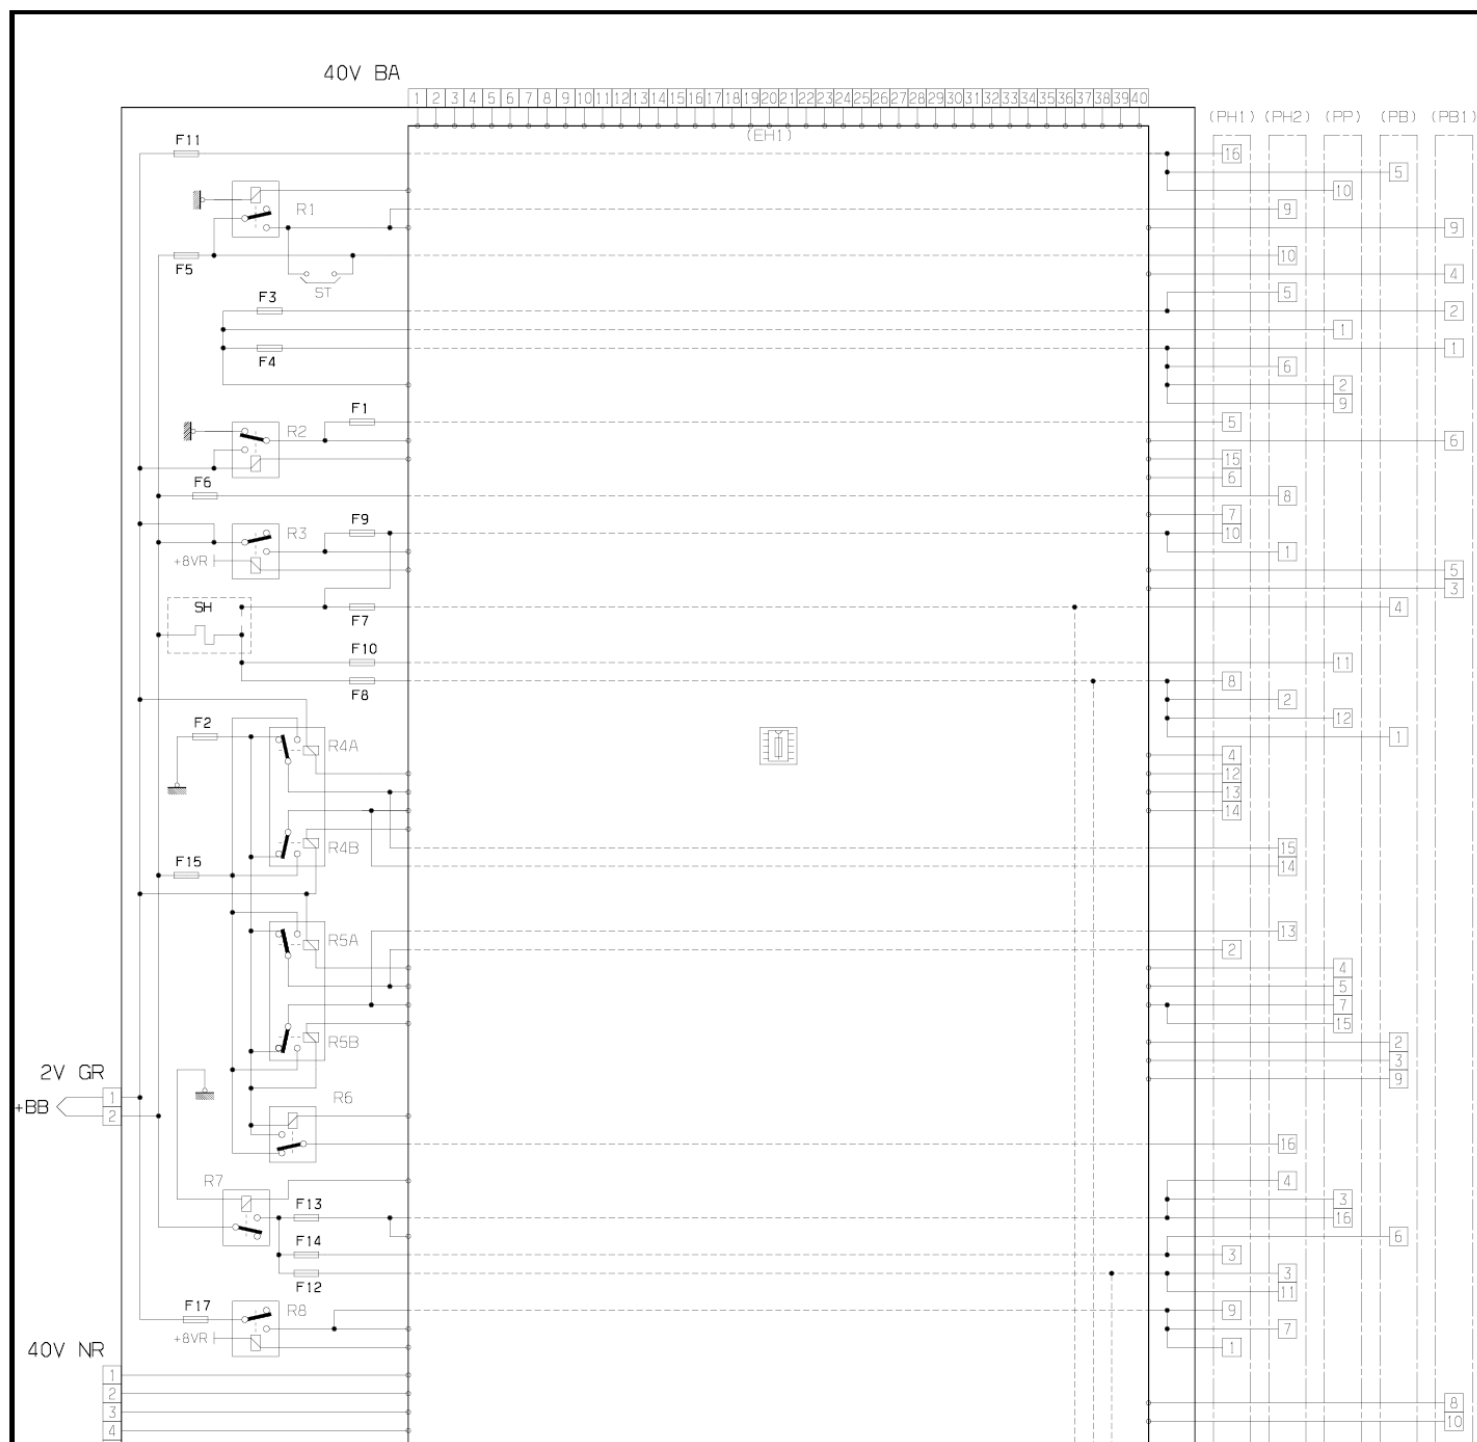 40V BA
1 2 3 4 5 6 7 8 9 10 11 12 13 14 15 16 17 18 19 20 21 22 23 24 25 26 27 28 29 30 31 32 33 34 35 36 37 38 39 40
(PH1) (PH2) (PP) (PB) (PB1)
(EH1)
F11
16
5
10
R1
9
9
F5
10
4
ST
5
F3
2
1
F4
1
6
2
9
F1
5
R2
6
15
6
F6
8
7
F9
R3
10
1
+8VR
5
3
SH
4
F7
F10
11
8
F8
2
12
F2
1
R4A
4
12
13
14
R4B
15
F15
14
13
R5A
2
4
5
7
15
R5B
2
3
9
2V GR
1
+BB
2
R6
16
R7
4
3
F13
16
6
F14
3
3
F12
11
F17
R8
9
7
+8VR
1
40V NR
1
2
3
8
4
10